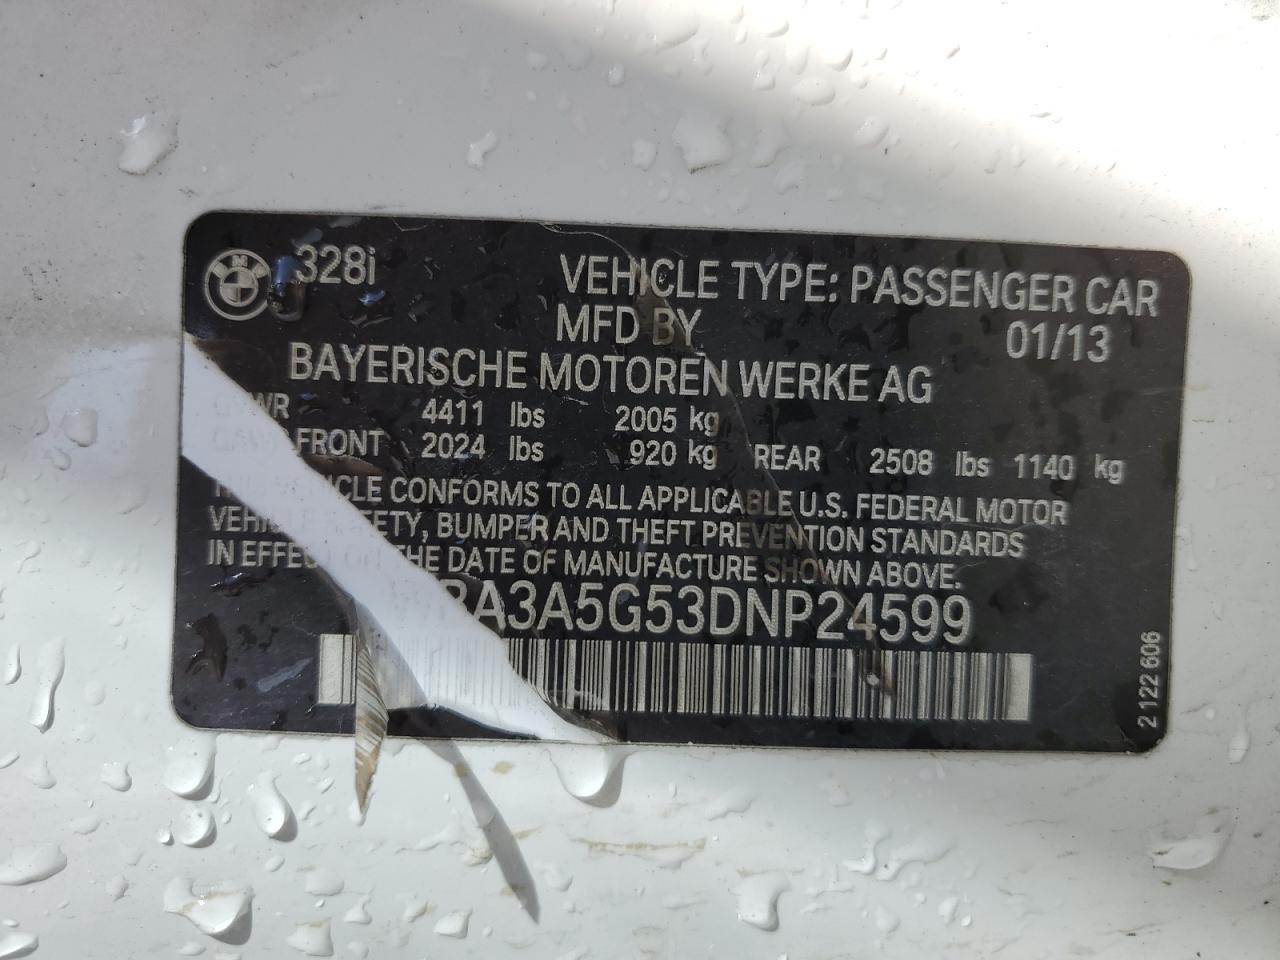 328i
VEHICLE TYPE: PASSENGER CAR
MFD BY
01/13
BAYERISCHE MOTOREN WERKE AG
4411 lbs 2005 kg
FRONT 2024 lbs 920 kg REAR 2508 lbs 1140 kg
CONFORMS TO ALL APPLICABLE U.S. FEDERAL MOTOR
BUMPER AND THEFT PREVENTION STANDARDS
IN THE DATE OF MANUFACTURE SHOWN ABOVE.
BA3A5G53DNP24599
2 122 606